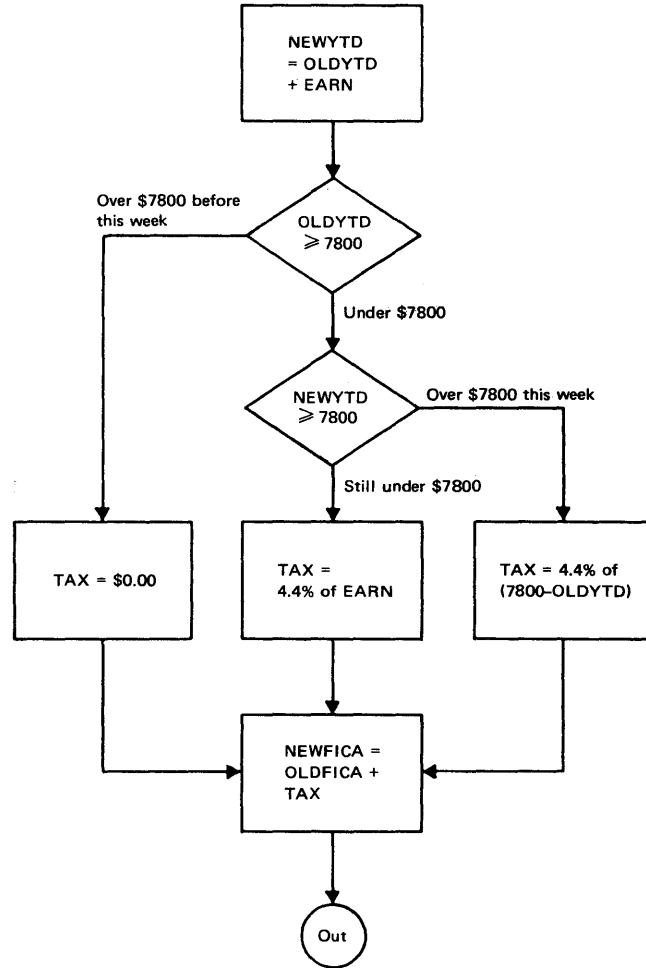 NEWYTD
= OLDYTD
+ EARN
Over $7800 before
this week
OLDYTD
⩾ 7800
Under $7800
NEWYTD
⩾ 7800
Over $7800 this week
Still under $7800
TAX = $0.00
TAX =
4.4% of EARN
TAX = 4.4% of
(7800–OLDYTD)
NEWFICA =
OLDFICA +
TAX
Out